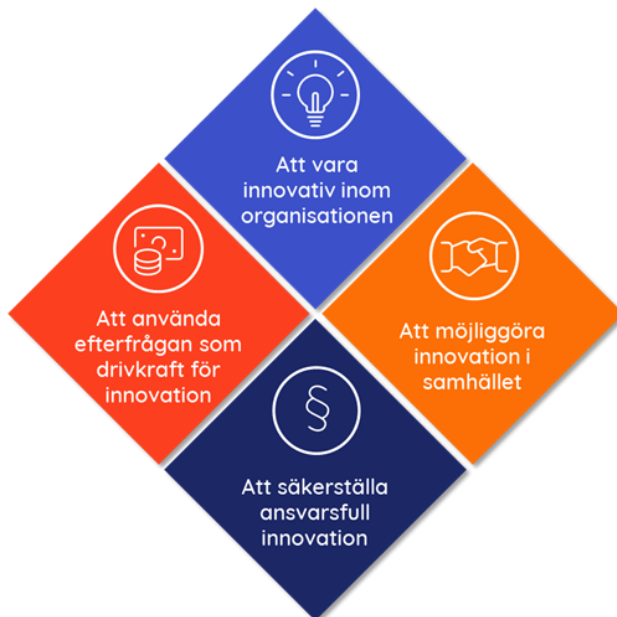 Att vara
innovativ inom
organisationen
Att använda
efterfrågan som
drivkraft för
innovation
Att möjliggöra
innovation i
samhället
§
Att säkerställa
ansvarsfull
innovation